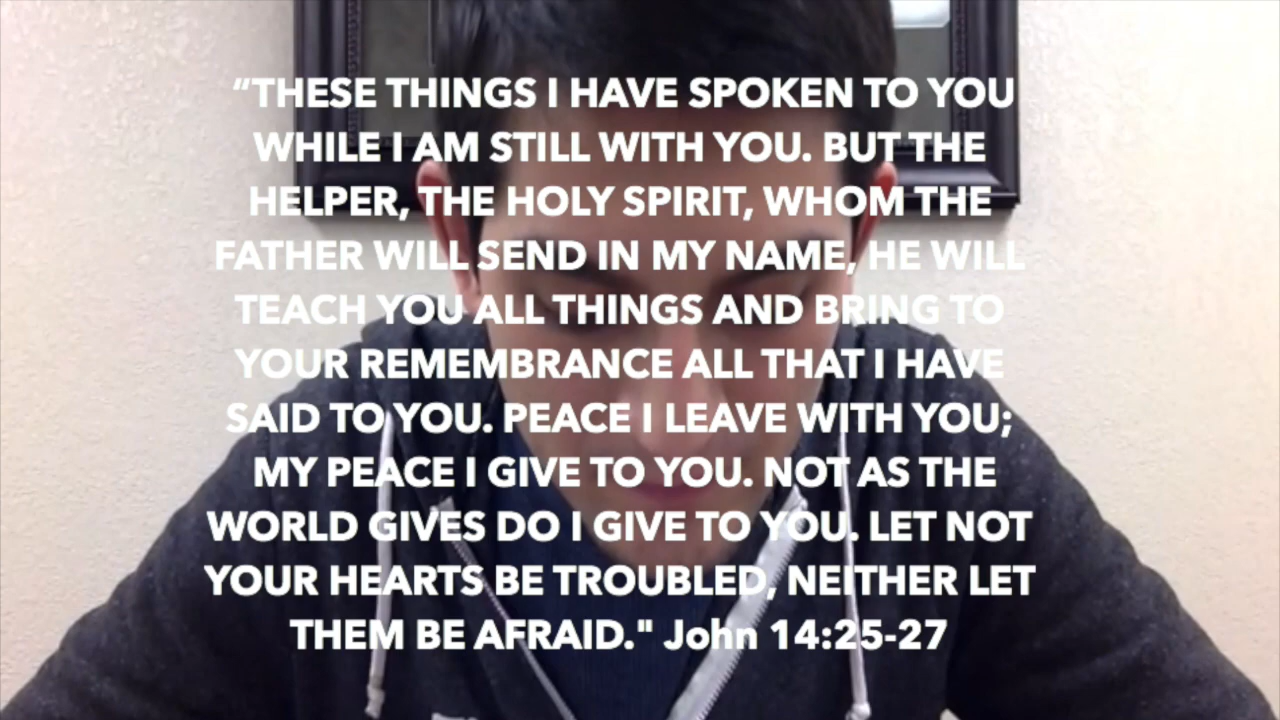 “THESE THINGS I HAVE SPOKEN TO YOU
WHILE I AM STILL WITH YOU. BUT THE
HELPER, THE HOLY SPIRIT, WHOM THE
FATHER WILL SEND IN MY NAME, HE WILL
TEACH YOU ALL THINGS AND BRING TO
YOUR REMEMBRANCE ALL THAT I HAVE
SAID TO YOU. PEACE I LEAVE WITH YOU;
MY PEACE I GIVE TO YOU. NOT AS THE
WORLD GIVES DO I GIVE TO YOU. LET NOT
YOUR HEARTS BE TROUBLED, NEITHER LET
THEM BE AFRAID." John 14:25-27